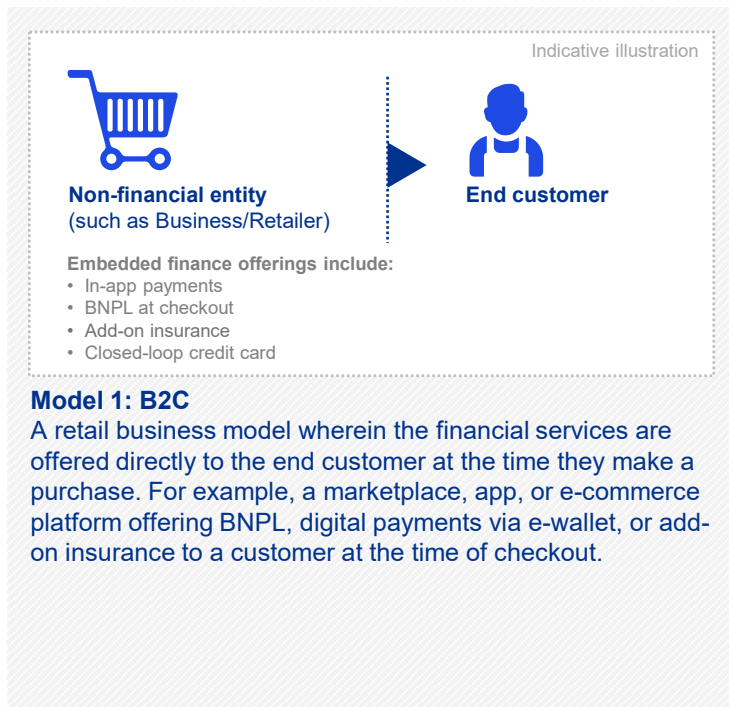 Indicative illustration
Non-financial entity
(such as Business/Retailer)
End customer
Embedded finance offerings include:
• In-app payments
• BNPL at checkout
• Add-on insurance
• Closed-loop credit card
Model 1: B2C
A retail business model wherein the financial services are
offered directly to the end customer at the time they make a
purchase. For example, a marketplace, app, or e-commerce
platform offering BNPL, digital payments via e-wallet, or add-
on insurance to a customer at the time of checkout.